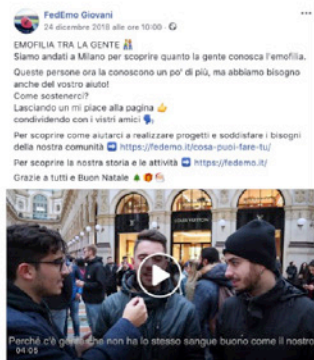 FedEmo Giovani
24 dicembre 2018 alle ore 10:00 ·
EMOFILIA TRA LA GENTE
Siamo andati a Milano per scoprire quanto la gente conosca l'emofilia.
Queste persone ora la conoscono un po' di più, ma abbiamo bisogno
anche del vostro aiuto!
Come sostenerci?
Lasciando un mi piace alla pagina
condividendo con i vistri amici
Per scoprire come aiutarci a realizzare progetti e soddisfare i bisogni
della nostra comunità https://fedemo.it/cosa-puoi-fare-tu/
Per scoprire la nostra storia e le attività https://fedemo.it/
Grazie a tutti e Buon Natale
LOUIS VUITTON
Perché c'è gente che non ha lo stesso sangue buono come il nostro
04:05